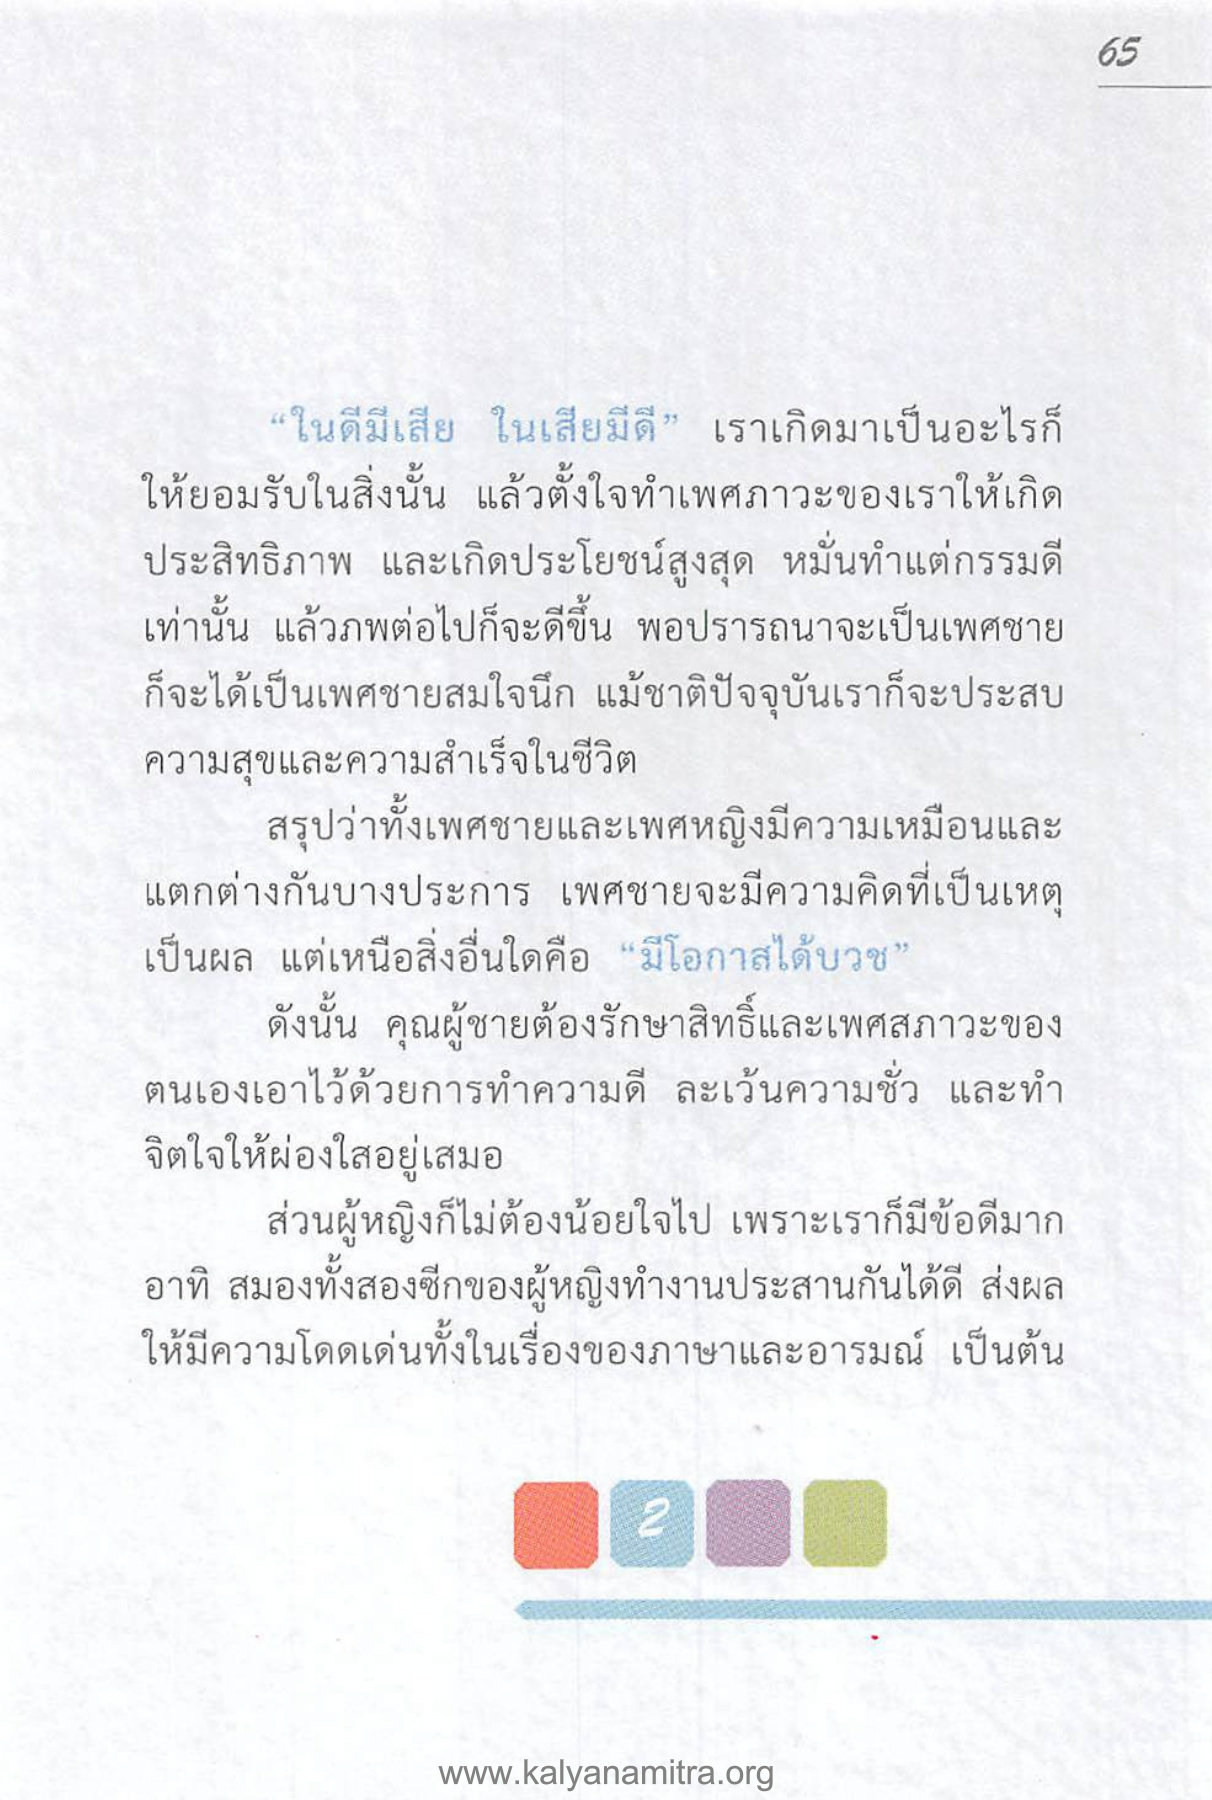 65
“ในดีมีเสีย ในเสียมีดี” เราเกิดมาเป็นอะไรก็
ให้ยอมรับในสิ่งนั้น แล้วตั้งใจทำเพศภาวะของเราให้เกิด
ประสิทธิภาพ และเกิดประโยชน์สูงสุด หมั่นทำแต่กรรมดี
เท่านั้น แล้วภพต่อไปก็จะดีขึ้น พอปรารถนาจะเป็นเพศชาย
ก็จะได้เป็นเพศชายสมใจนึก แม้ชาติปัจจุบันเราก็จะประสบ
ความสุขและความสำเร็จในชีวิต
สรุปว่าทั้งเพศชายและเพศหญิงมีความเหมือนและ
แตกต่างกันบางประการ เพศชายจะมีความคิดที่เป็นเหตุ
เป็นผล แต่เหนือสิ่งอื่นใดคือ “มีโอกาสได้บวช”
ดังนั้น คุณผู้ชายต้องรักษาสิทธิ์และเพศสภาวะของ
ตนเองเอาไว้ด้วยการทำความดี ละเว้นความชั่ว และทำ
จิตใจให้ผ่องใสอยู่เสมอ
ส่วนผู้หญิงก็ไม่ต้องน้อยใจไป เพราะเราก็มีข้อดีมาก
อาทิ สมองทั้งสองซีกของผู้หญิงทำงานประสานกันได้ดี ส่งผล
ให้มีความโดดเด่นทั้งในเรื่องของภาษาและอารมณ์ เป็นต้น
2
www.kalyanamitra.org